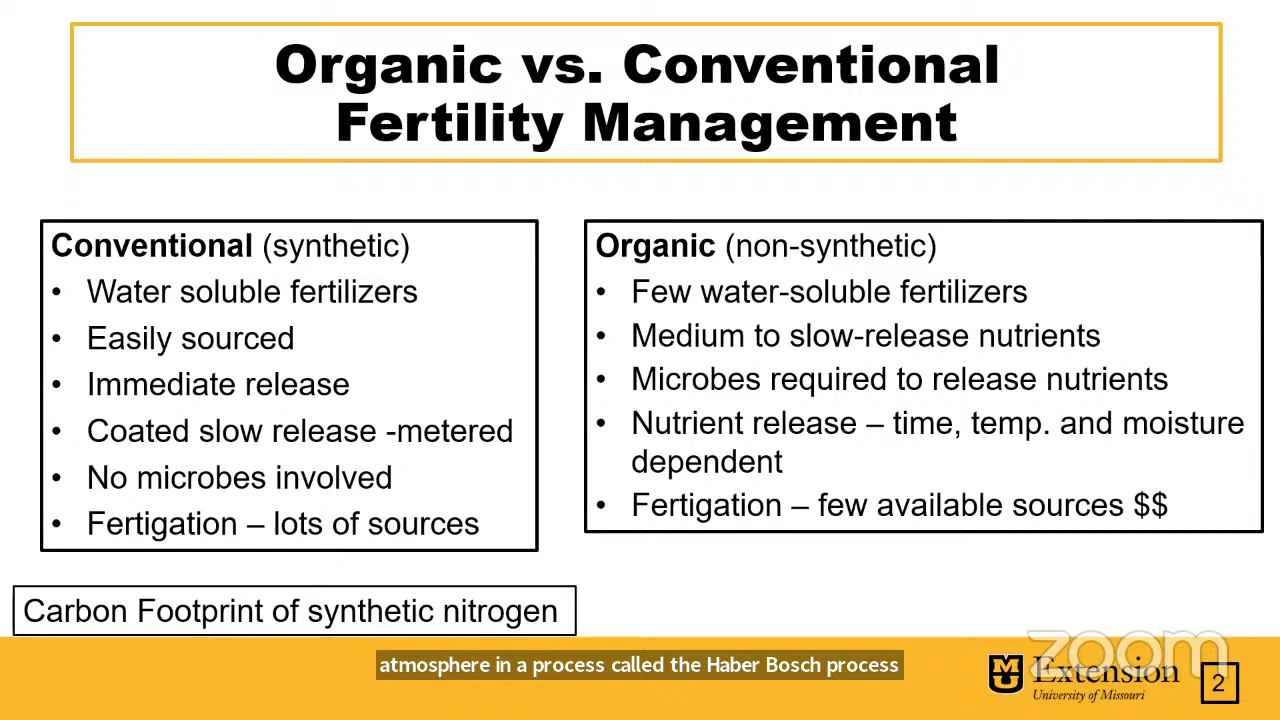 Organic vs. Conventional
Fertility Management
Conventional (synthetic)
• Water soluble fertilizers
• Easily sourced
• Immediate release
• Coated slow release -metered
• No microbes involved
• Fertigation – lots of sources
Organic (non-synthetic)
• Few water-soluble fertilizers
• Medium to slow-release nutrients
• Microbes required to release nutrients
• Nutrient release – time, temp. and moisture
dependent
• Fertigation – few available sources $$
Carbon Footprint of synthetic nitrogen
atmosphere in a process called the Haber Bosch process
zoom
MU Extension
University of Missouri
2